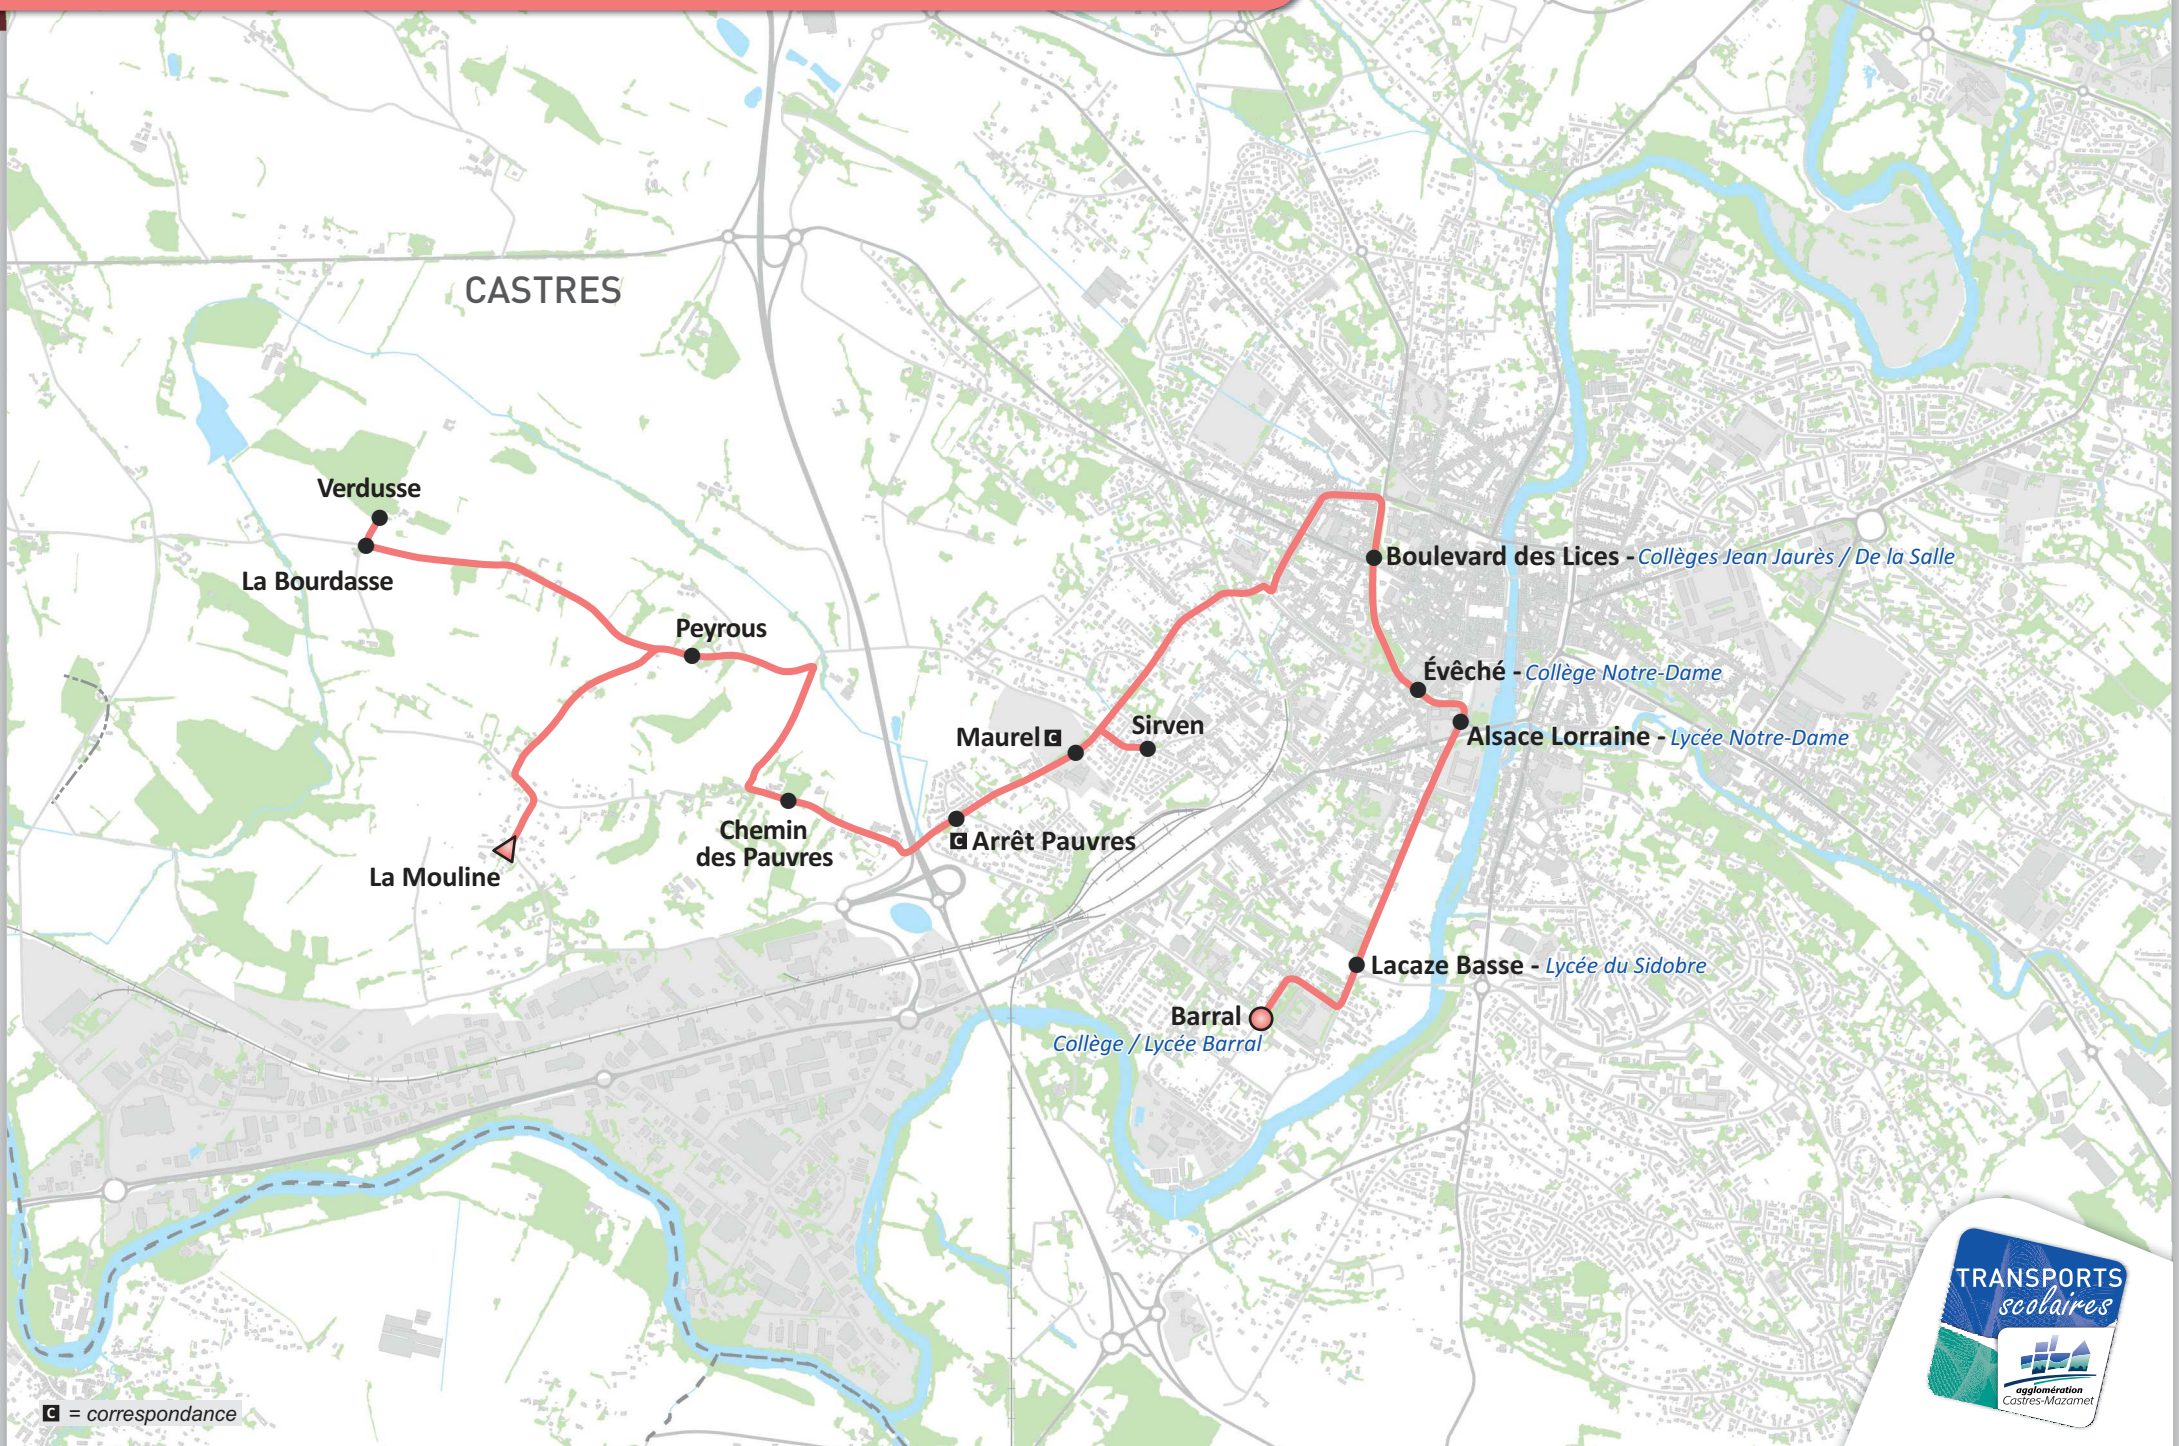 CASTRES
Verdusse
La Bourdasse
Boulevard des Lices - Collèges Jean Jaurès / De la Salle
Peyrous
Évêché - Collège Notre-Dame
Sirven
Maurel C
Alsace Lorraine - Lycée Notre-Dame
Chemin
des Pauvres
C Arrêt Pauvres
La Mouline
Lacaze Basse - Lycée du Sidobre
Barral
Collège / Lycée Barral
TRANSPORTS
scolaires
agglomération
Castres-Mazamet
C = correspondance